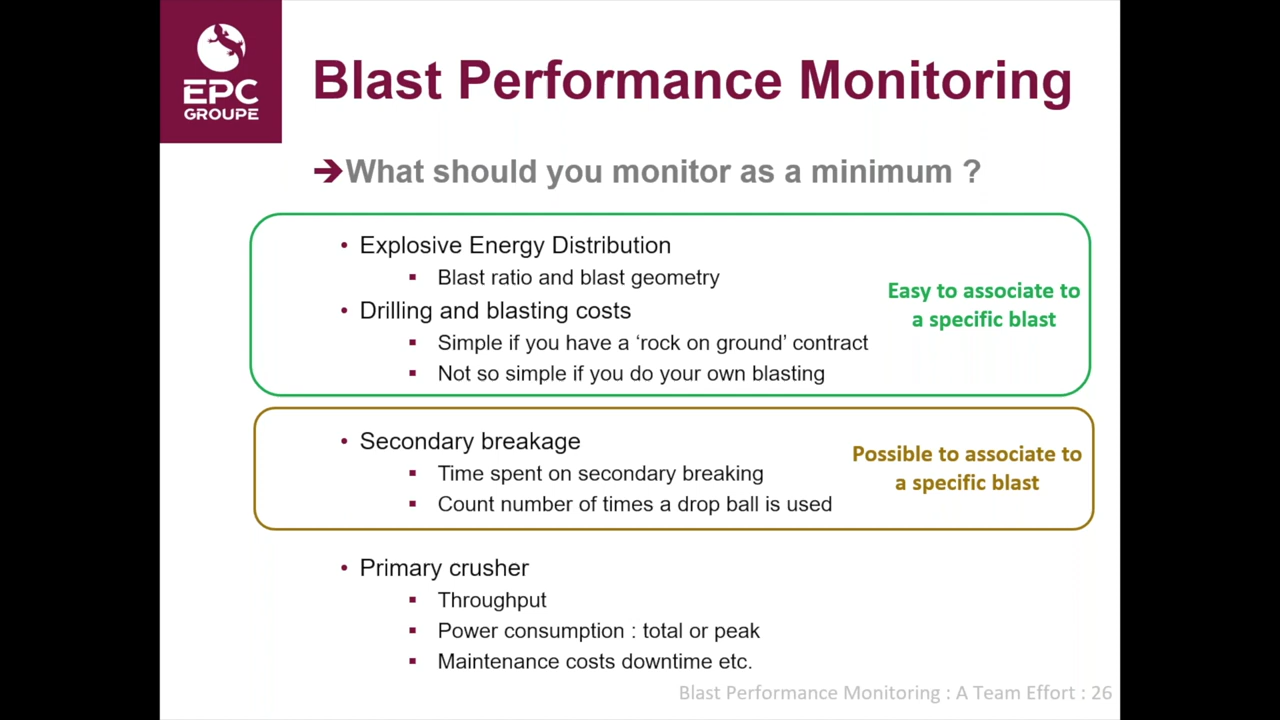 EPC
GROUPE
Blast Performance Monitoring
➔What should you monitor as a minimum ?
• Explosive Energy Distribution
▪ Blast ratio and blast geometry
• Drilling and blasting costs
▪ Simple if you have a ‘rock on ground’ contract
▪ Not so simple if you do your own blasting
Easy to associate to
a specific blast
• Secondary breakage
▪ Time spent on secondary breaking
▪ Count number of times a drop ball is used
Possible to associate to
a specific blast
• Primary crusher
▪ Throughput
▪ Power consumption : total or peak
▪ Maintenance costs downtime etc.
Blast Performance Monitoring : A Team Effort : 26